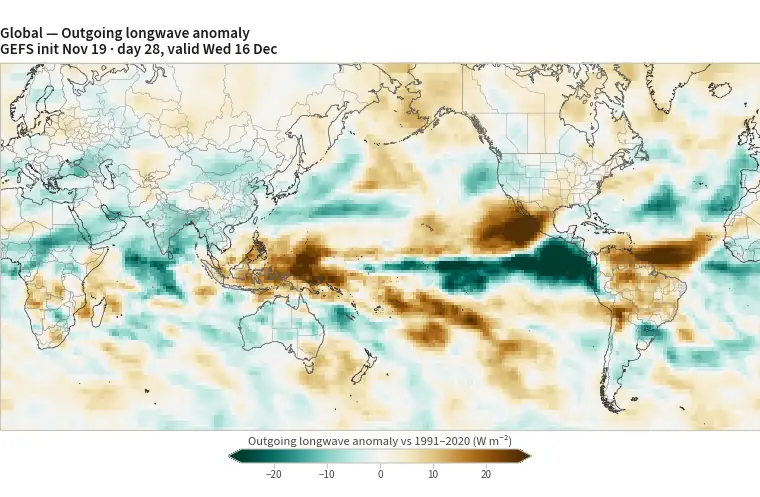 Global — Outgoing longwave anomaly
GEFS init Nov 19 · day 28, valid Wed 16 Dec
Outgoing longwave anomaly vs 1991–2020 (W m⁻²)
−20 −10 0 10 20